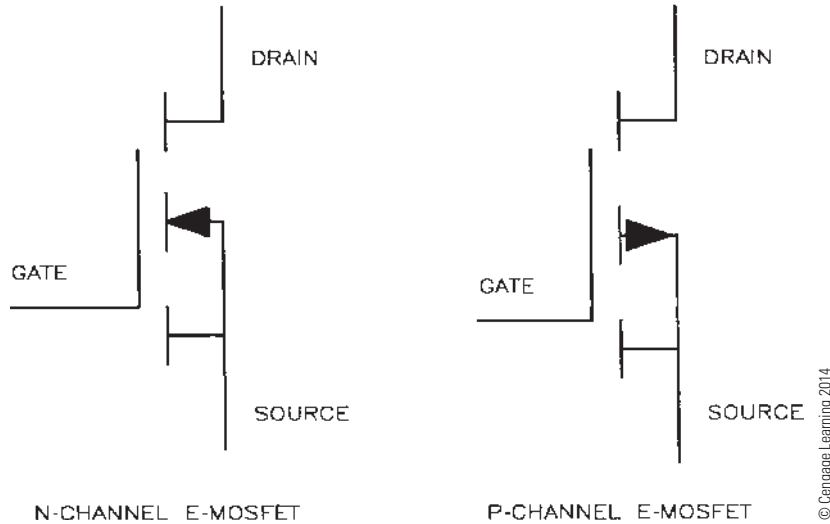 DRAIN
GATE
SOURCE
N-CHANNEL E-MOSFET
DRAIN
GATE
SOURCE
P-CHANNEL E-MOSFET
© Cengage Learning 2014